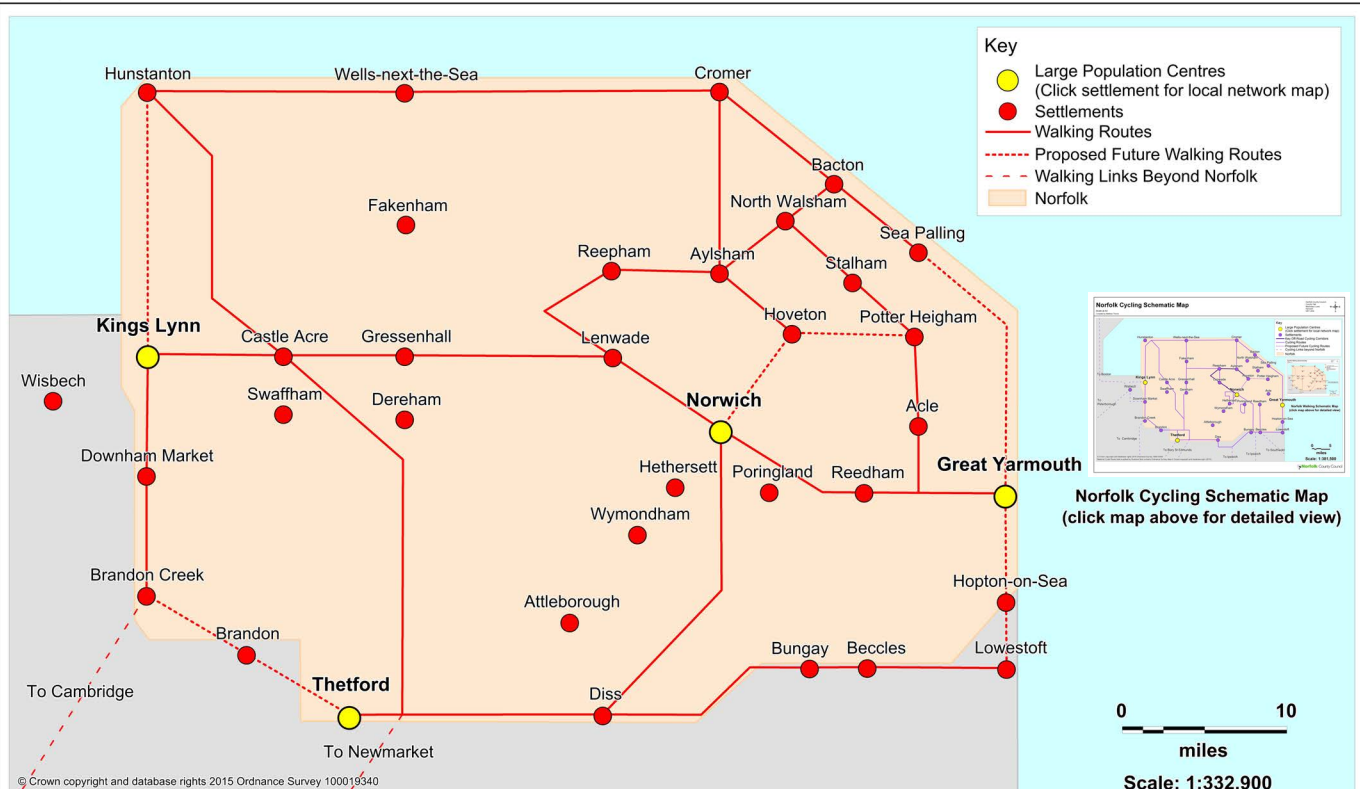 Hunstanton
Wells-next-the-Sea
Cromer
Key
Large Population Centres
(Click settlement for local network map)
Settlements
Walking Routes
Proposed Future Walking Routes
Walking Links Beyond Norfolk
Norfolk
Bacton
Fakenham
North Walsham
Sea Palling
Reepham
Aylsham
Stalham
Kings Lynn
Castle Acre
Gressenhall
Lenwade
Hoveton
Potter Heigham
Norfolk Cycling Schematic Map
Wisbech
Swaffham
Dereham
Norwich
Acle
Downham Market
Hethersett
Poringland
Reedham
Great Yarmouth
Wymondham
Norfolk Cycling Schematic Map
(click map above for detailed view)
Brandon Creek
Attleborough
Hopton-on-Sea
Brandon
Bungay
Beccles
Lowestoft
To Cambridge
Thetford
Diss
To Newmarket
0
10
miles
Scale: 1:332,900
© Crown copyright and database rights 2015 Ordnance Survey 100019340